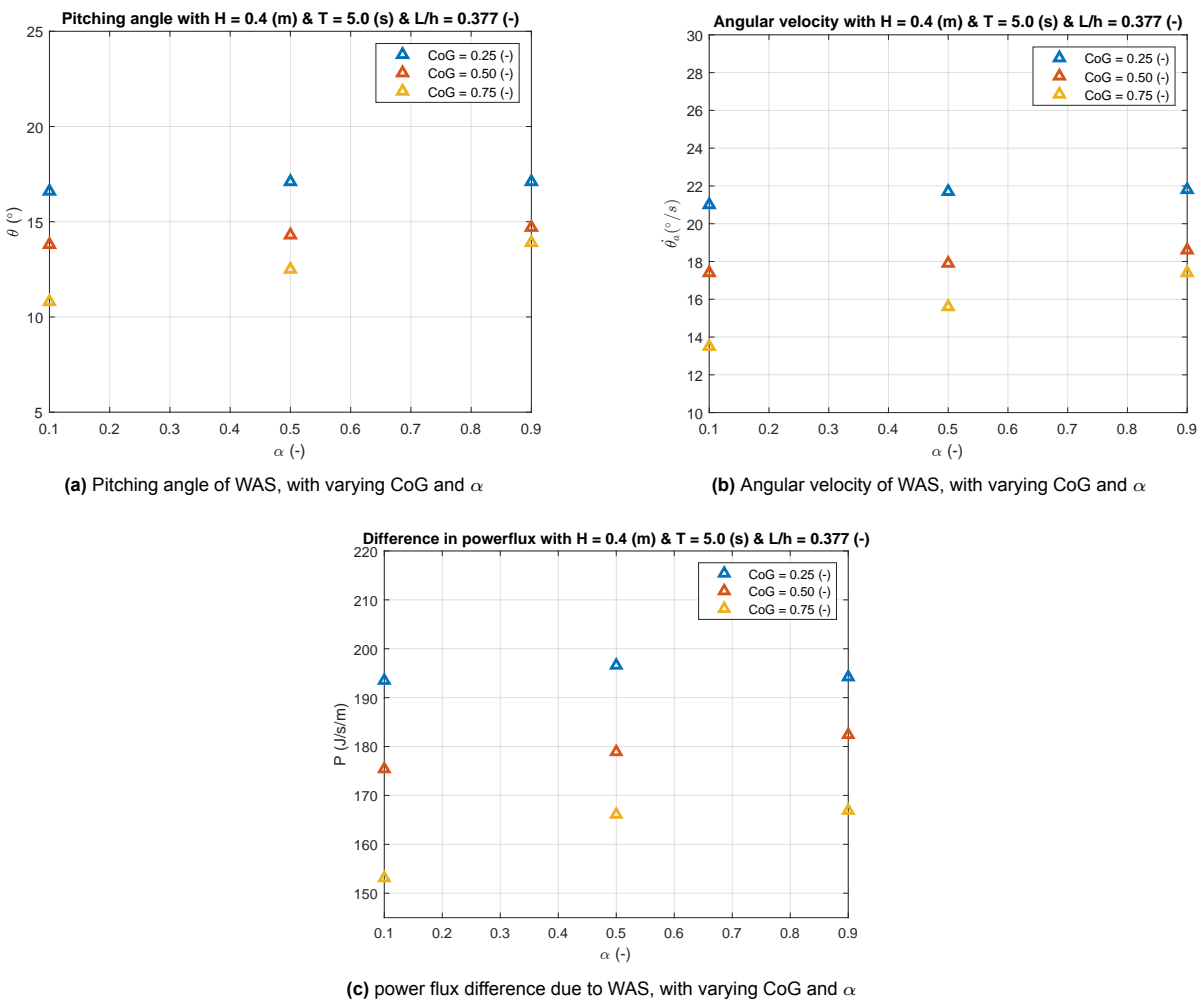 Pitching angle with H = 0.4 (m) & T = 5.0 (s) & L/h = 0.377 (-)
25
20
15
10
5
θ (°)
CoG = 0.25 (-)
CoG = 0.50 (-)
CoG = 0.75 (-)
0.1 0.2 0.3 0.4 0.5 0.6 0.7 0.8 0.9
α (-)
(a) Pitching angle of WAS, with varying CoG and α
Angular velocity with H = 0.4 (m) & T = 5.0 (s) & L/h = 0.377 (-)
30
28
26
24
22
20
18
16
14
12
10
θ̇ₐ(°/s)
CoG = 0.25 (-)
CoG = 0.50 (-)
CoG = 0.75 (-)
0.1 0.2 0.3 0.4 0.5 0.6 0.7 0.8 0.9
α (-)
(b) Angular velocity of WAS, with varying CoG and α
Difference in powerflux with H = 0.4 (m) & T = 5.0 (s) & L/h = 0.377 (-)
220
210
200
190
180
170
160
150
P (J/s/m)
CoG = 0.25 (-)
CoG = 0.50 (-)
CoG = 0.75 (-)
0.1 0.2 0.3 0.4 0.5 0.6 0.7 0.8 0.9
α (-)
(c) power flux difference due to WAS, with varying CoG and α